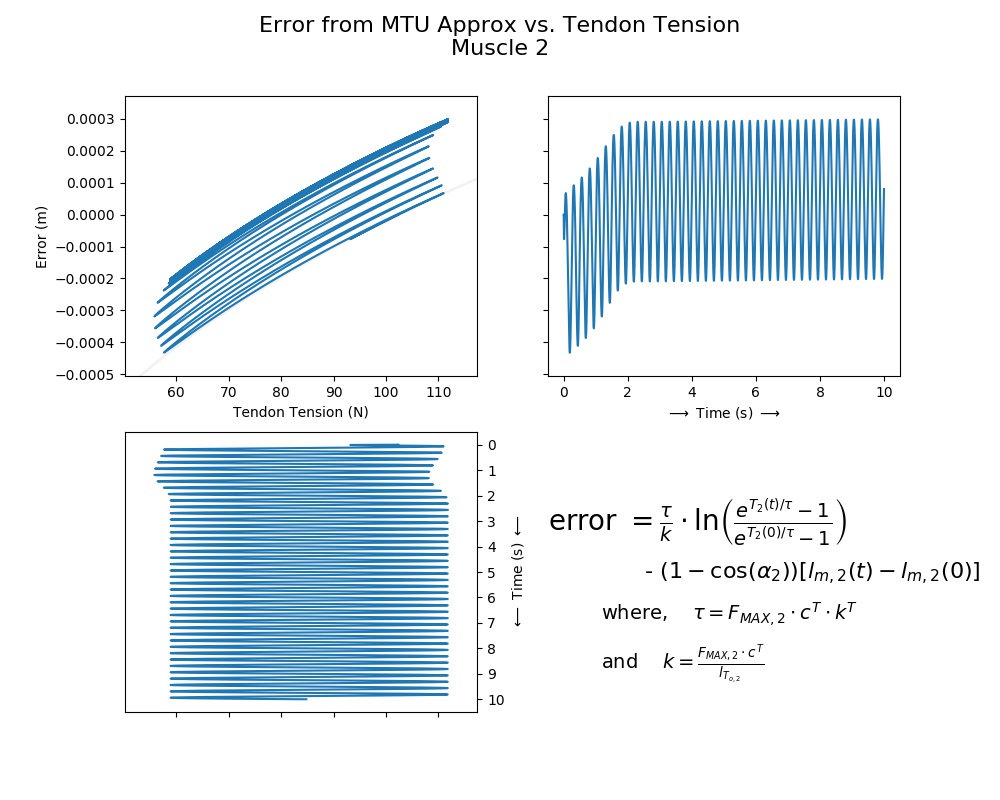 Error from MTU Approx vs. Tendon Tension
Muscle 2
Error (m)
0.0003
0.0002
0.0001
0.0000
−0.0001
−0.0002
−0.0003
−0.0004
−0.0005
60 70 80 90 100 110
Tendon Tension (N)
0 2 4 6 8 10
⟶ Time (s) ⟶
0
1
2
3
4
5
6
7
8
9
10
⟵ Time (s) ⟵
error = τ/k · ln((e^{T_2(t)/τ} − 1)/(e^{T_2(0)/τ} − 1))
- (1 − cos(α_2))[l_{m,2}(t) − l_{m,2}(0)]
where, τ = F_{MAX,2} · c^T · k^T
and k = (F_{MAX,2} · c^T)/l_{T_{o,2}}